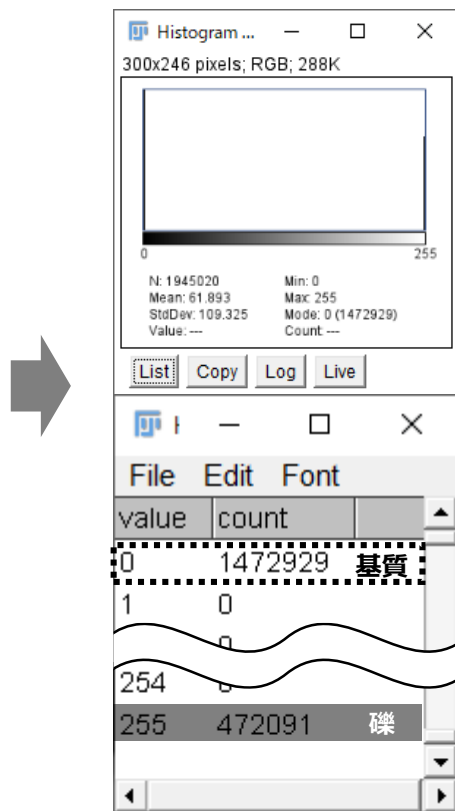 Histogram ...
300x246 pixels; RGB; 288K
0 255
N: 1945020 Min: 0
Mean: 61.893 Max: 255
StdDev: 109.325 Mode: 0 (1472929)
Value: --- Count: ---
List Copy Log Live
File Edit Font
value count
0 1472929 基質
1 0
254
255 472091 礫